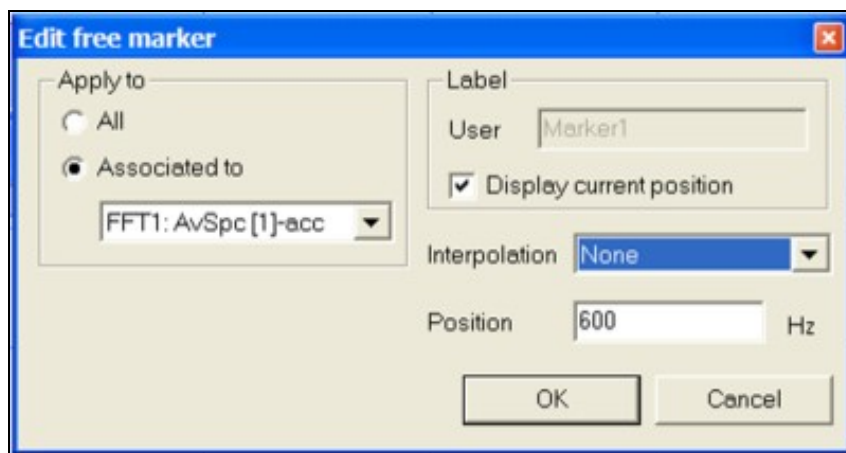 Edit free marker
Apply to
All
Associated to
FFT1: AvSpc [1]-acc
Label
User Marker1
Display current position
Interpolation None
Position 600 Hz
OK Cancel